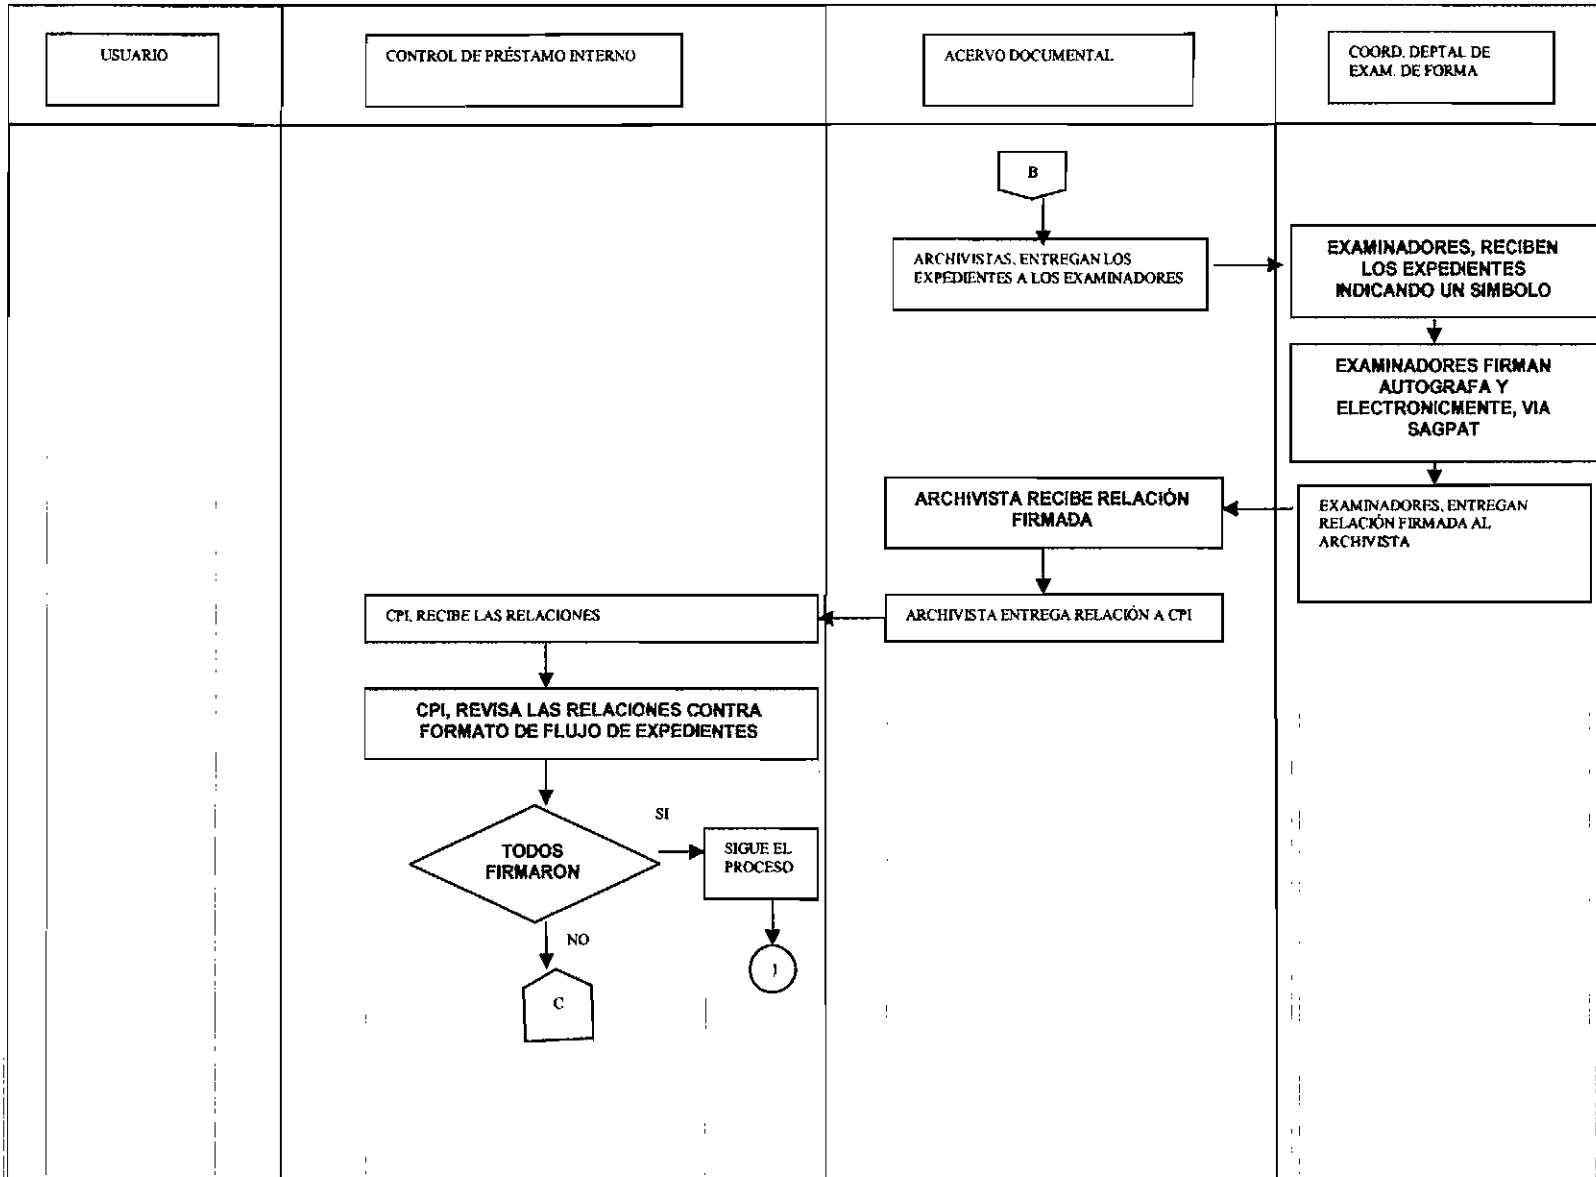 USUARIO
CONTROL DE PRÉSTAMO INTERNO
ACERVO DOCUMENTAL
COORD. DEPTAL DE
EXAM. DE FORMA
B
ARCHIVISTAS, ENTREGAN LOS
EXPEDIENTES A LOS EXAMINADORES
EXAMINADORES, RECIBEN
LOS EXPEDIENTES
INDICANDO UN SIMBOLO
EXAMINADORES FIRMAN
AUTOGRAFA Y
ELECTRONICMENTE, VIA
SAGPAT
EXAMINADORES, ENTREGAN
RELACIÓN FIRMADA AL
ARCHIVISTA
ARCHIVISTA RECIBE RELACIÓN
FIRMADA
ARCHIVISTA ENTREGA RELACIÓN A CPI
CPI, RECIBE LAS RELACIONES
CPI, REVISA LAS RELACIONES CONTRA
FORMATO DE FLUJO DE EXPEDIENTES
TODOS
FIRMARON
SI
SIGUE EL
PROCESO
NO
C